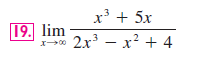 19. lim x→∞ (x³ + 5x) / (2x³ − x² + 4)